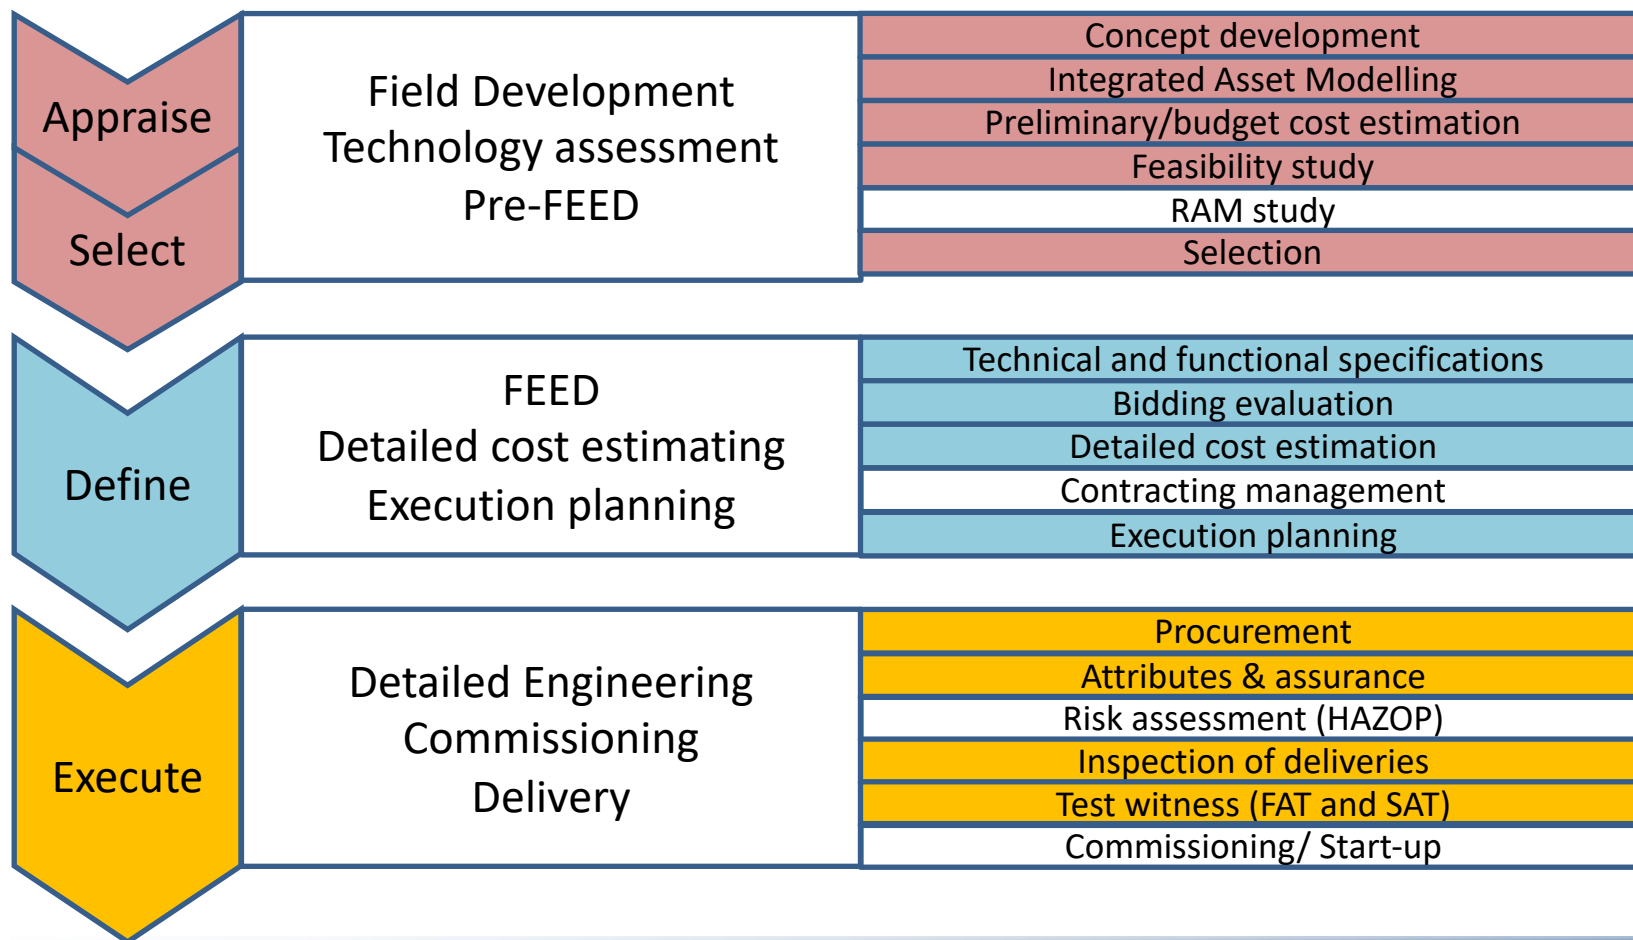 Appraise
Select
Field Development
Technology assessment
Pre-FEED
Concept development
Integrated Asset Modelling
Preliminary/budget cost estimation
Feasibility study
RAM study
Selection
Define
FEED
Detailed cost estimating
Execution planning
Technical and functional specifications
Bidding evaluation
Detailed cost estimation
Contracting management
Execution planning
Execute
Detailed Engineering
Commissioning
Delivery
Procurement
Attributes & assurance
Risk assessment (HAZOP)
Inspection of deliveries
Test witness (FAT and SAT)
Commissioning/ Start-up